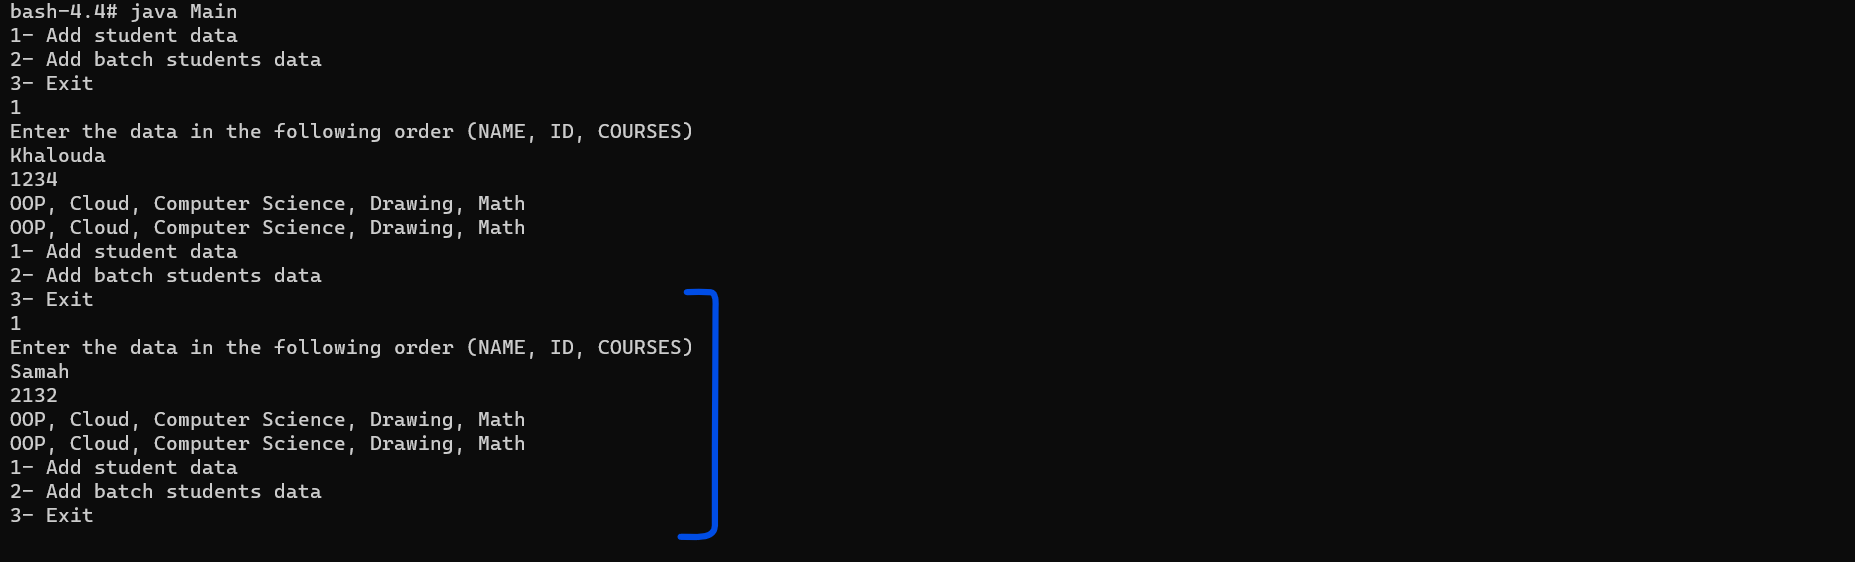 bash-4.4# java Main
1- Add student data
2- Add batch students data
3- Exit
1
Enter the data in the following order (NAME, ID, COURSES)
Khalouda
1234
OOP, Cloud, Computer Science, Drawing, Math
OOP, Cloud, Computer Science, Drawing, Math
1- Add student data
2- Add batch students data
3- Exit
1
Enter the data in the following order (NAME, ID, COURSES)
Samah
2132
OOP, Cloud, Computer Science, Drawing, Math
OOP, Cloud, Computer Science, Drawing, Math
1- Add student data
2- Add batch students data
3- Exit